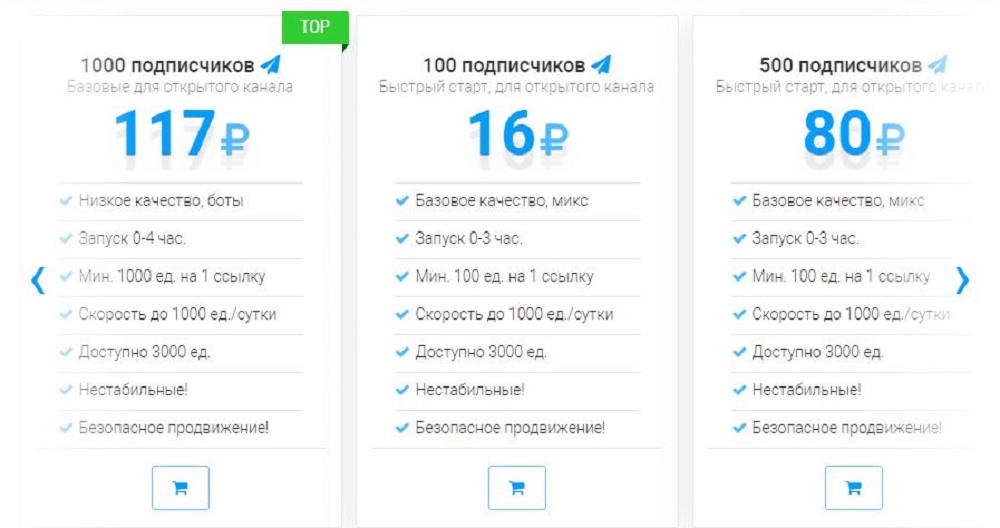 TOP
1000 подписчиков
Базовые для открытого канала
117₽
Низкое качество, боты
Запуск 0-4 час.
Мин. 1000 ед. на 1 ссылку
Скорость до 1000 ед./сутки
Доступно 3000 ед.
Нестабильные!
Безопасное продвижение!
100 подписчиков
Быстрый старт, для открытого канала
16₽
Базовое качество, микс
Запуск 0-3 час.
Мин. 100 ед. на 1 ссылку
Скорость до 1000 ед./сутки
Доступно 3000 ед.
Нестабильные!
Безопасное продвижение!
500 подписчиков
Быстрый старт, для открытого канала
80₽
Базовое качество, микс
Запуск 0-3 час.
Мин. 100 ед. на 1 ссылку
Скорость до 1000 ед./сутки
Доступно 3000 ед.
Нестабильные!
Безопасное продвижение!